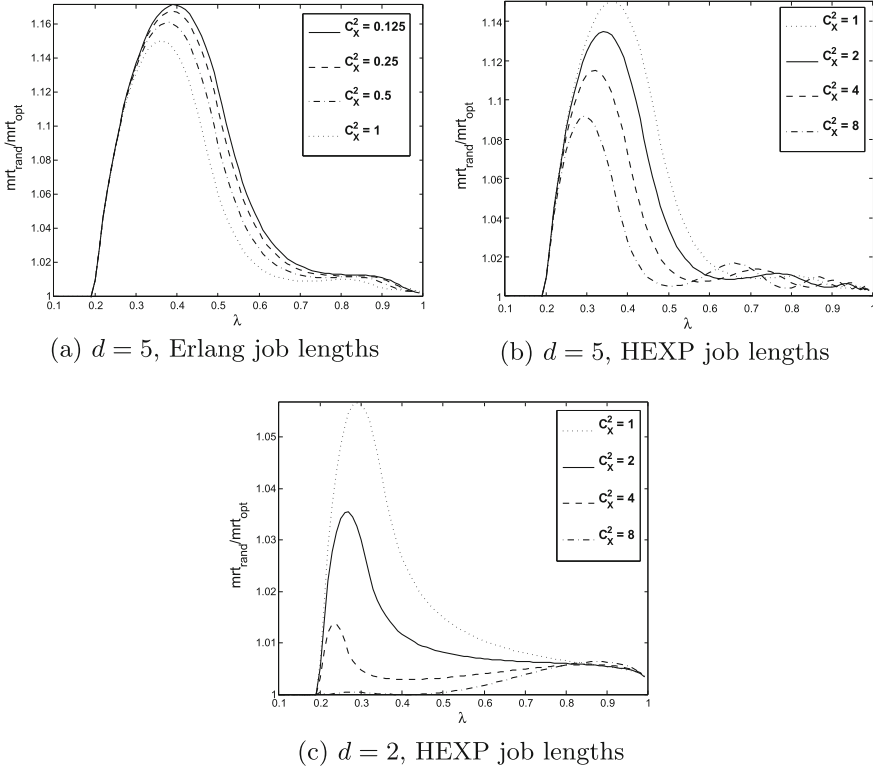 mrt_rand/mrt_opt
1.16
1.14
1.12
1.1
1.08
1.06
1.04
1.02
1
0.1 0.2 0.3 0.4 0.5 0.6 0.7 0.8 0.9 1
λ
C_X^2 = 0.125
C_X^2 = 0.25
C_X^2 = 0.5
C_X^2 = 1
(a) d = 5, Erlang job lengths
mrt_rand/mrt_opt
1.14
1.12
1.1
1.08
1.06
1.04
1.02
1
0.1 0.2 0.3 0.4 0.5 0.6 0.7 0.8 0.9 1
λ
C_X^2 = 1
C_X^2 = 2
C_X^2 = 4
C_X^2 = 8
(b) d = 5, HEXP job lengths
mrt_rand/mrt_opt
1.05
1.04
1.03
1.02
1.01
1
0.1 0.2 0.3 0.4 0.5 0.6 0.7 0.8 0.9 1
λ
C_X^2 = 1
C_X^2 = 2
C_X^2 = 4
C_X^2 = 8
(c) d = 2, HEXP job lengths